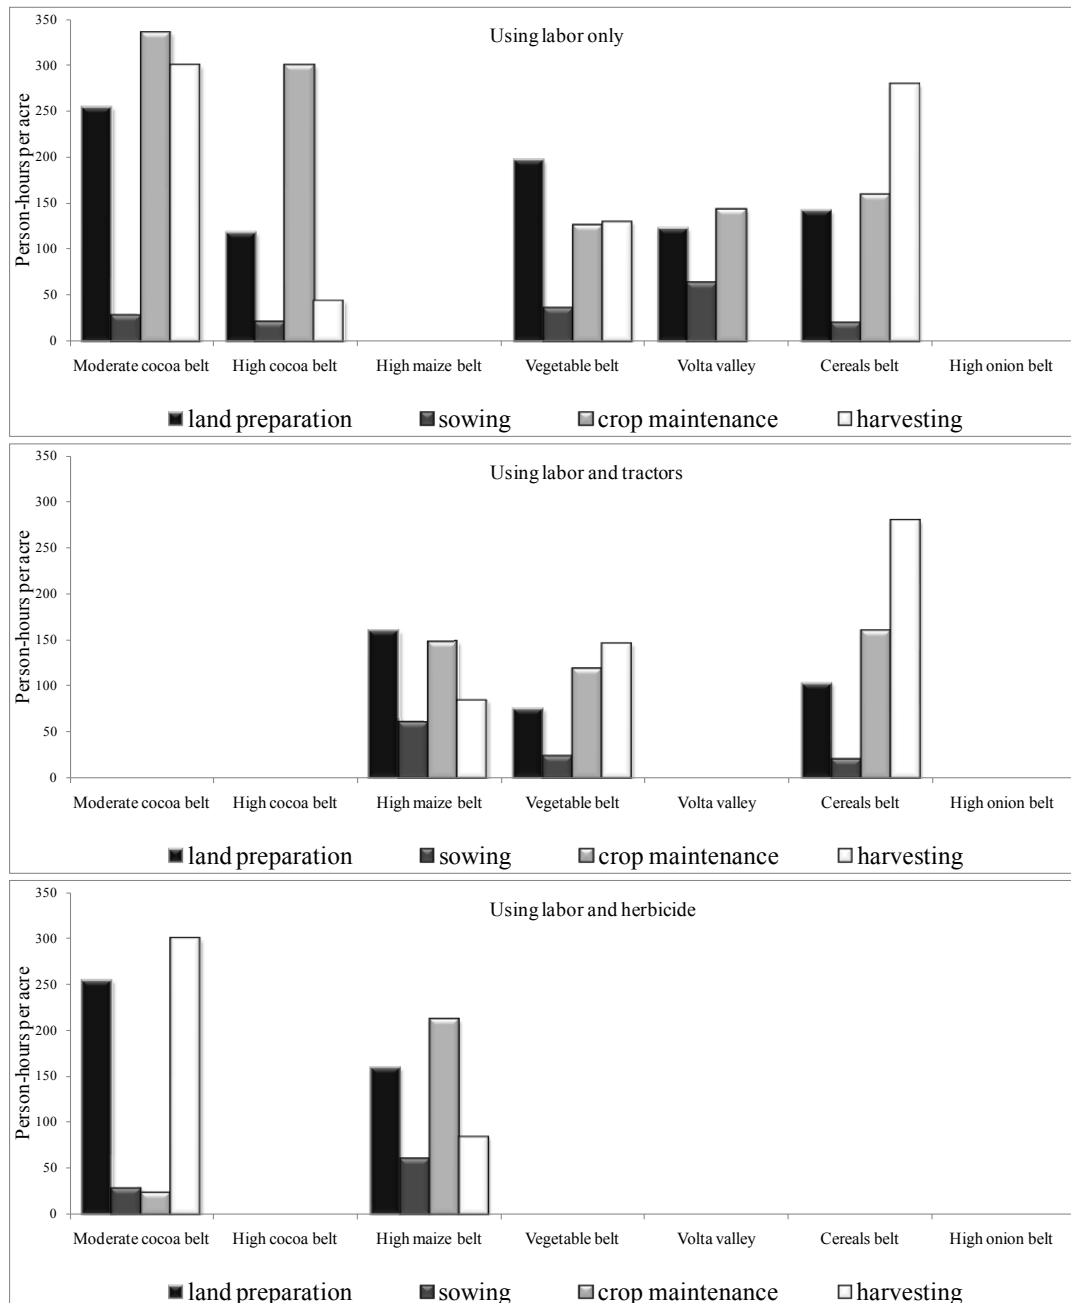 Using labor only
Person-hours per acre
350
300
250
200
150
100
50
0
Moderate cocoa belt High cocoa belt High maize belt Vegetable belt Volta valley Cereals belt High onion belt
land preparation sowing crop maintenance harvesting
Using labor and tractors
Person-hours per acre
350
300
250
200
150
100
50
0
Moderate cocoa belt High cocoa belt High maize belt Vegetable belt Volta valley Cereals belt High onion belt
land preparation sowing crop maintenance harvesting
Using labor and herbicide
Person-hours per acre
350
300
250
200
150
100
50
0
Moderate cocoa belt High cocoa belt High maize belt Vegetable belt Volta valley Cereals belt High onion belt
land preparation sowing crop maintenance harvesting